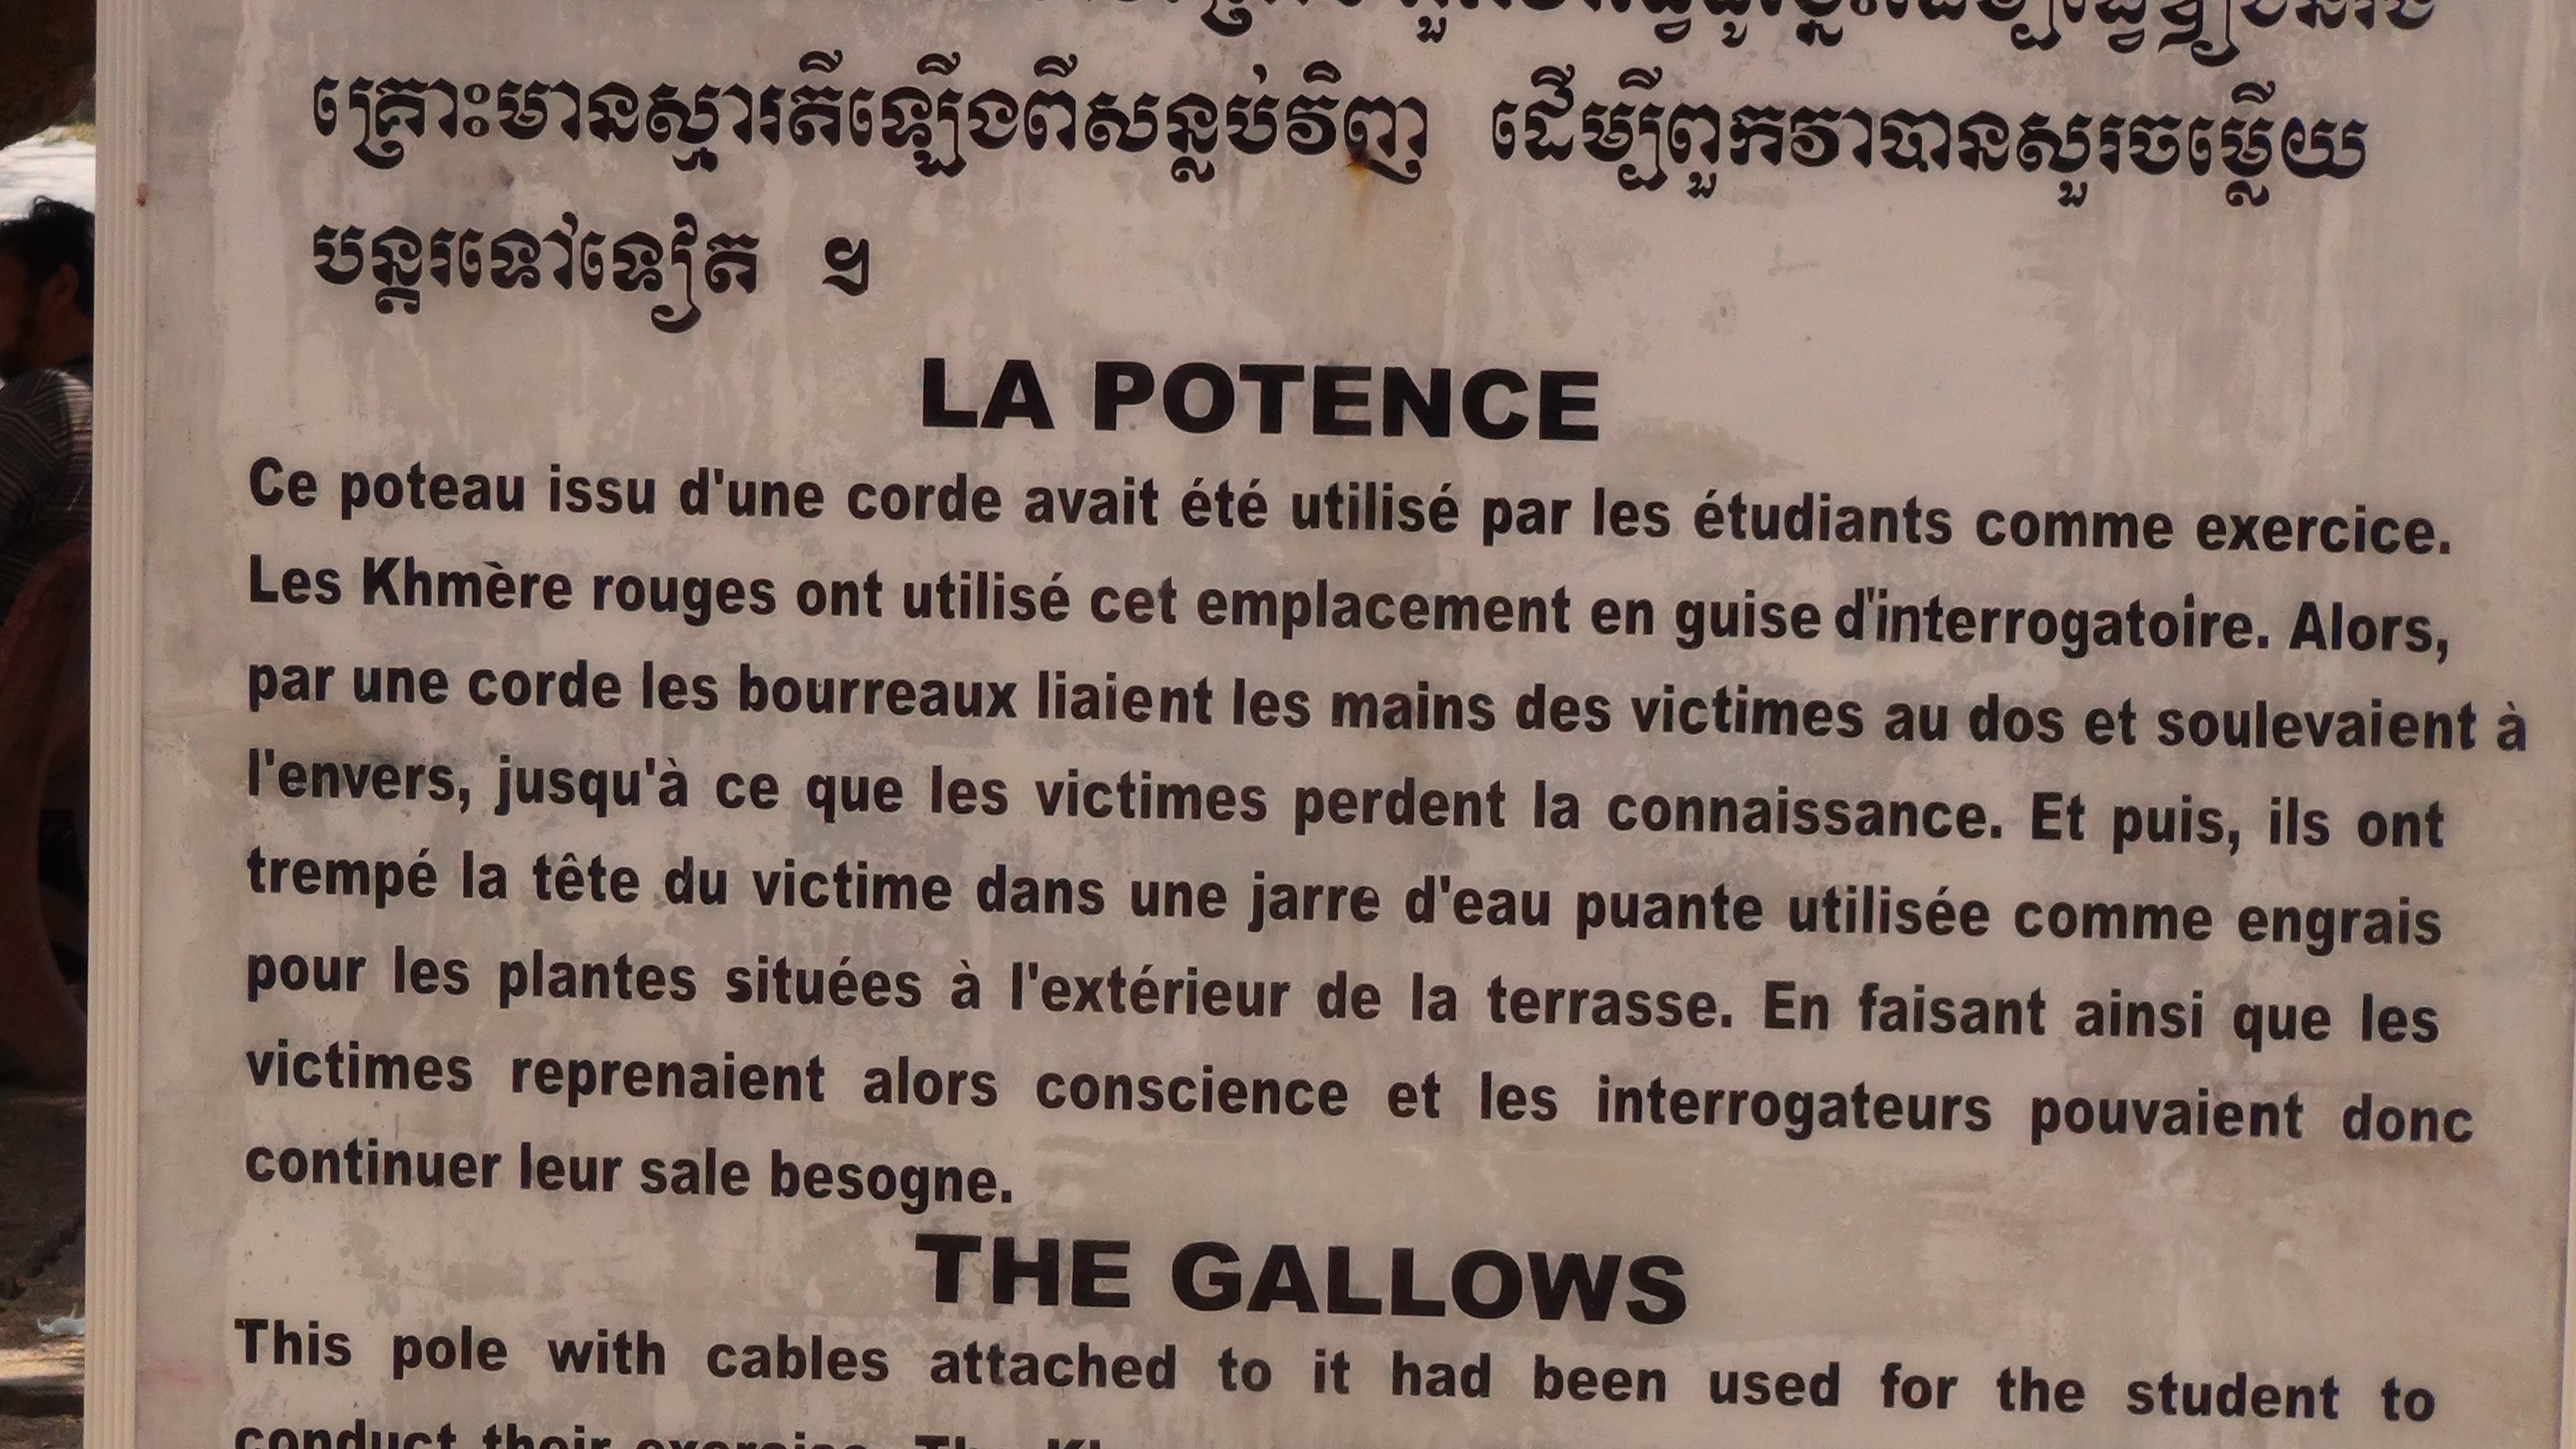 គ្រោះមានស្មារតីឡើងពីសន្លប់វិញ ដើម្បីពួកវាបានសួរចម្លើយ
បន្តរទៅទៀត ។
LA POTENCE
Ce poteau issu d'une corde avait été utilisé par les étudiants comme exercice.
Les Khmère rouges ont utilisé cet emplacement en guise d'interrogatoire. Alors,
par une corde les bourreaux liaient les mains des victimes au dos et soulevaient à
l'envers, jusqu'à ce que les victimes perdent la connaissance. Et puis, ils ont
trempé la tête du victime dans une jarre d'eau puante utilisée comme engrais
pour les plantes situées à l'extérieur de la terrasse. En faisant ainsi que les
victimes reprenaient alors conscience et les interrogateurs pouvaient donc
continuer leur sale besogne.
THE GALLOWS
This pole with cables attached to it had been used for the student to
conduct their exercise. The